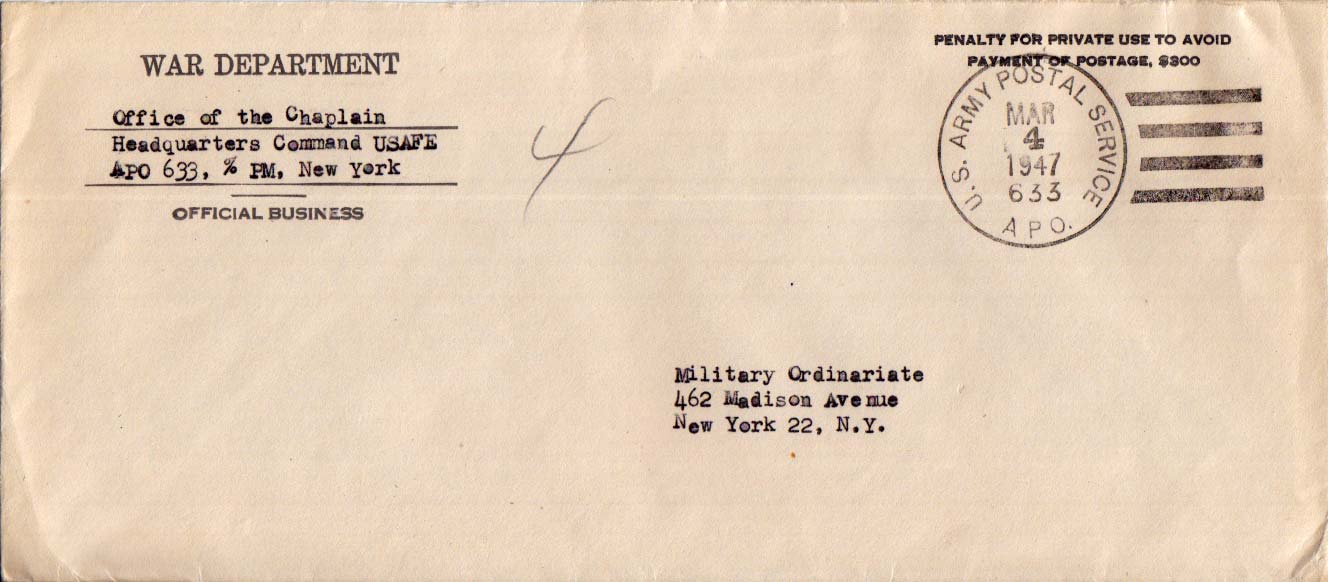 WAR DEPARTMENT
Office of the Chaplain
Headquarters Command USAFE
APO 633, % PM, New York
OFFICIAL BUSINESS
4
PENALTY FOR PRIVATE USE TO AVOID
PAYMENT OF POSTAGE, $300
U.S. ARMY POSTAL SERVICE
MAR
4
1947
633
APO.
Military Ordinariate
462 Madison Avenue
New York 22, N.Y.